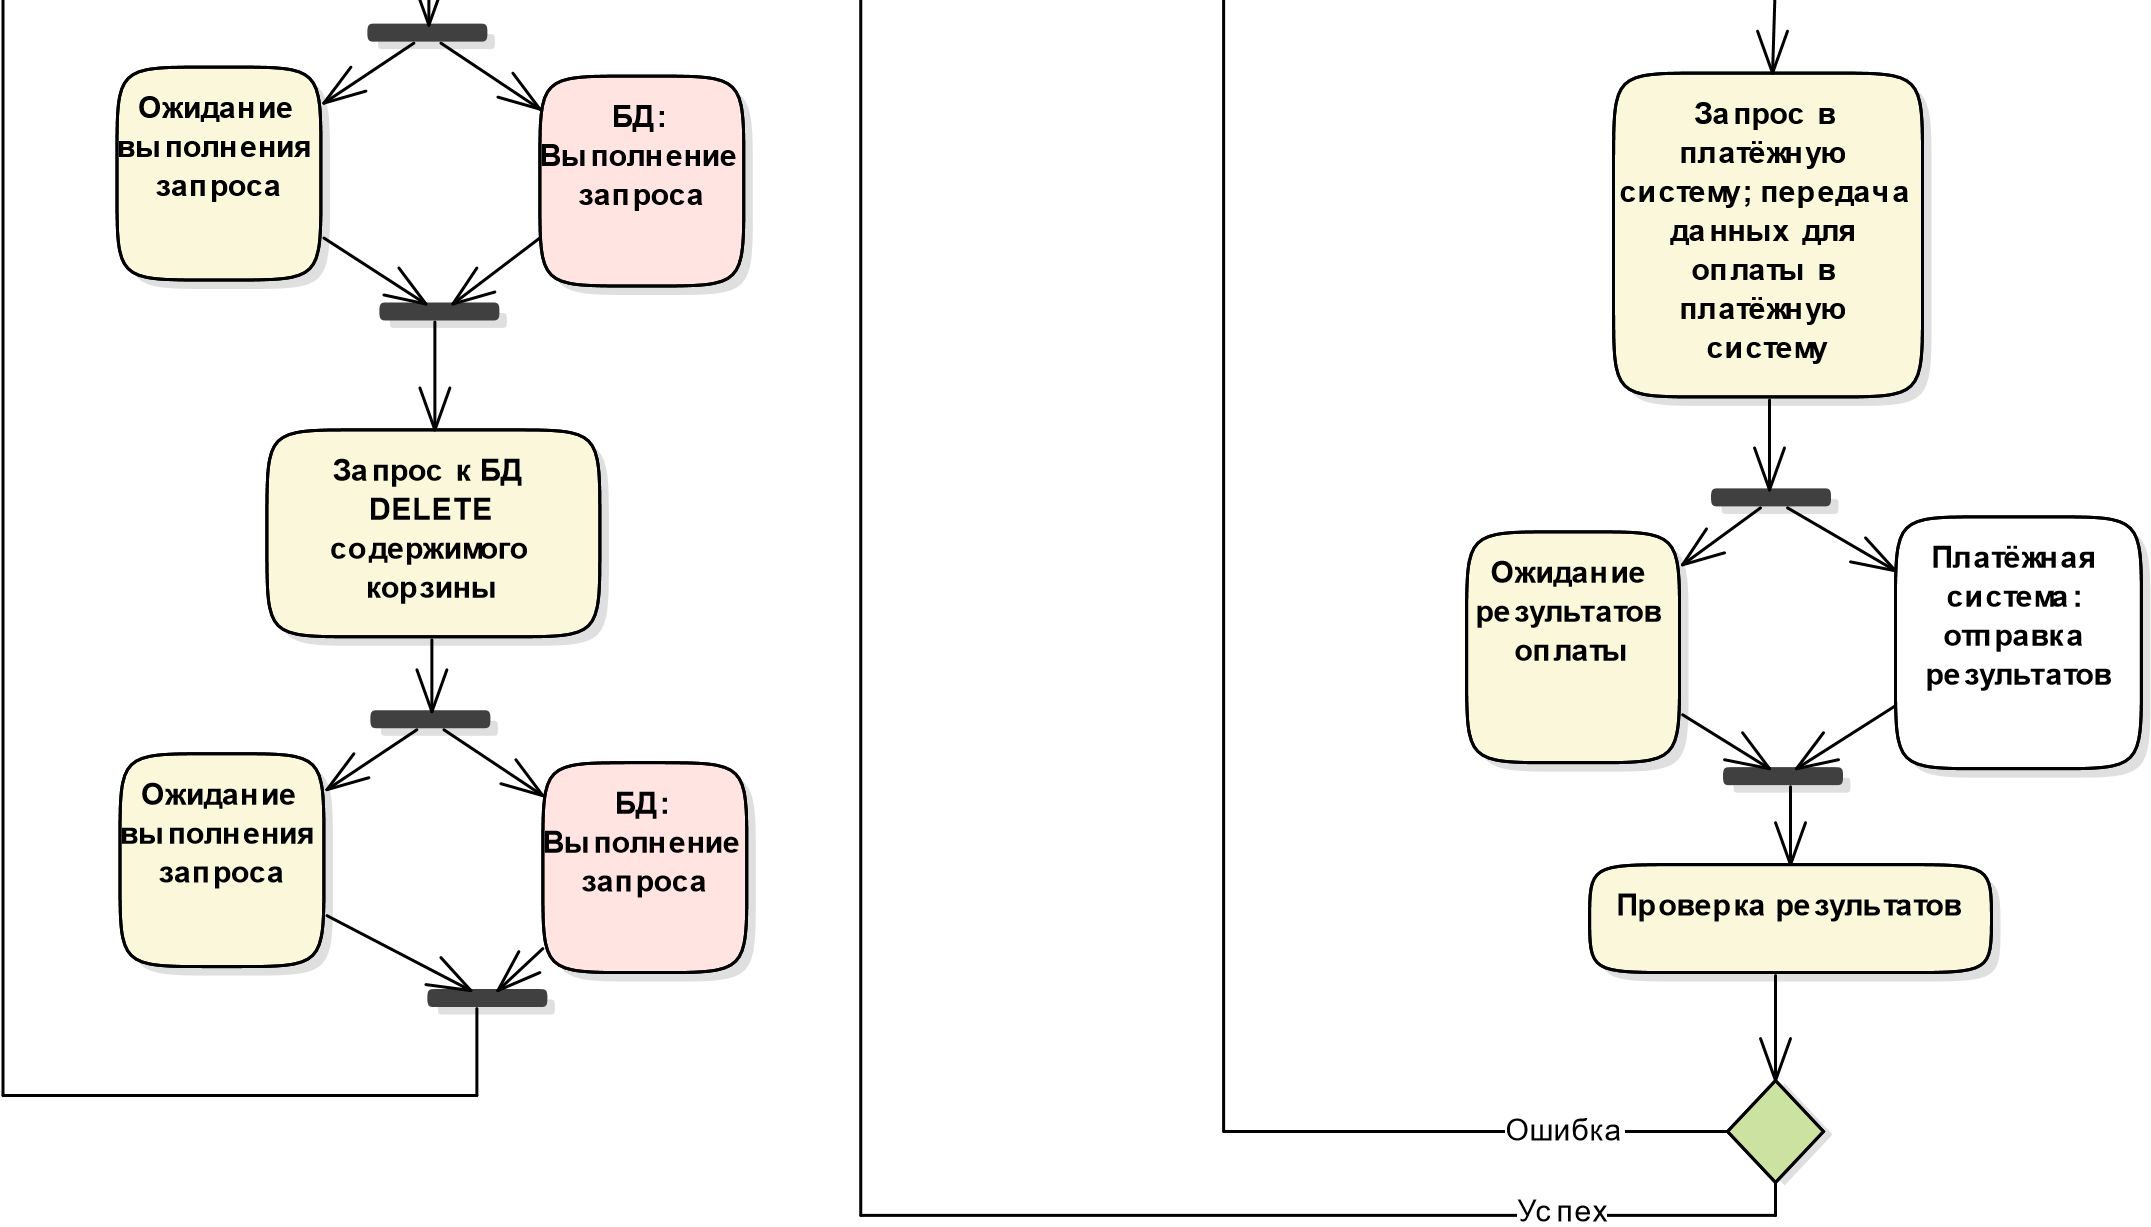 Ожидание
выполнения
запроса
БД:
Выполнение
запроса
Запрос к БД
DELETE
содержимого
корзины
Ожидание
выполнения
запроса
БД:
Выполнение
запроса
Запрос в
платёжную
систему; передача
данных для
оплаты в
платёжную
систему
Ожидание
результатов
оплаты
Платёжная
система:
отправка
результатов
Проверка результатов
Ошибка
Успех